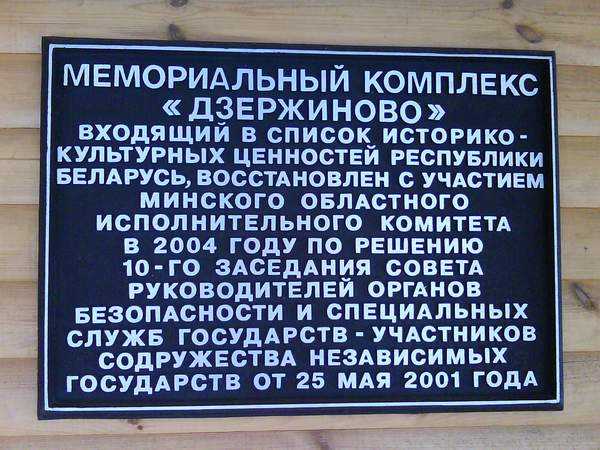 МЕМОРИАЛЬНЫЙ КОМПЛЕКС
«ДЗЕРЖИНОВО»
ВХОДЯЩИЙ В СПИСОК ИСТОРИКО-
КУЛЬТУРНЫХ ЦЕННОСТЕЙ РЕСПУБЛИКИ
БЕЛАРУСЬ, ВОССТАНОВЛЕН С УЧАСТИЕМ
МИНСКОГО ОБЛАСТНОГО
ИСПОЛНИТЕЛЬНОГО КОМИТЕТА
В 2004 ГОДУ ПО РЕШЕНИЮ
10-ГО ЗАСЕДАНИЯ СОВЕТА
РУКОВОДИТЕЛЕЙ ОРГАНОВ
БЕЗОПАСНОСТИ И СПЕЦИАЛЬНЫХ
СЛУЖБ ГОСУДАРСТВ - УЧАСТНИКОВ
СОДРУЖЕСТВА НЕЗАВИСИМЫХ
ГОСУДАРСТВ ОТ 25 МАЯ 2001 ГОДА